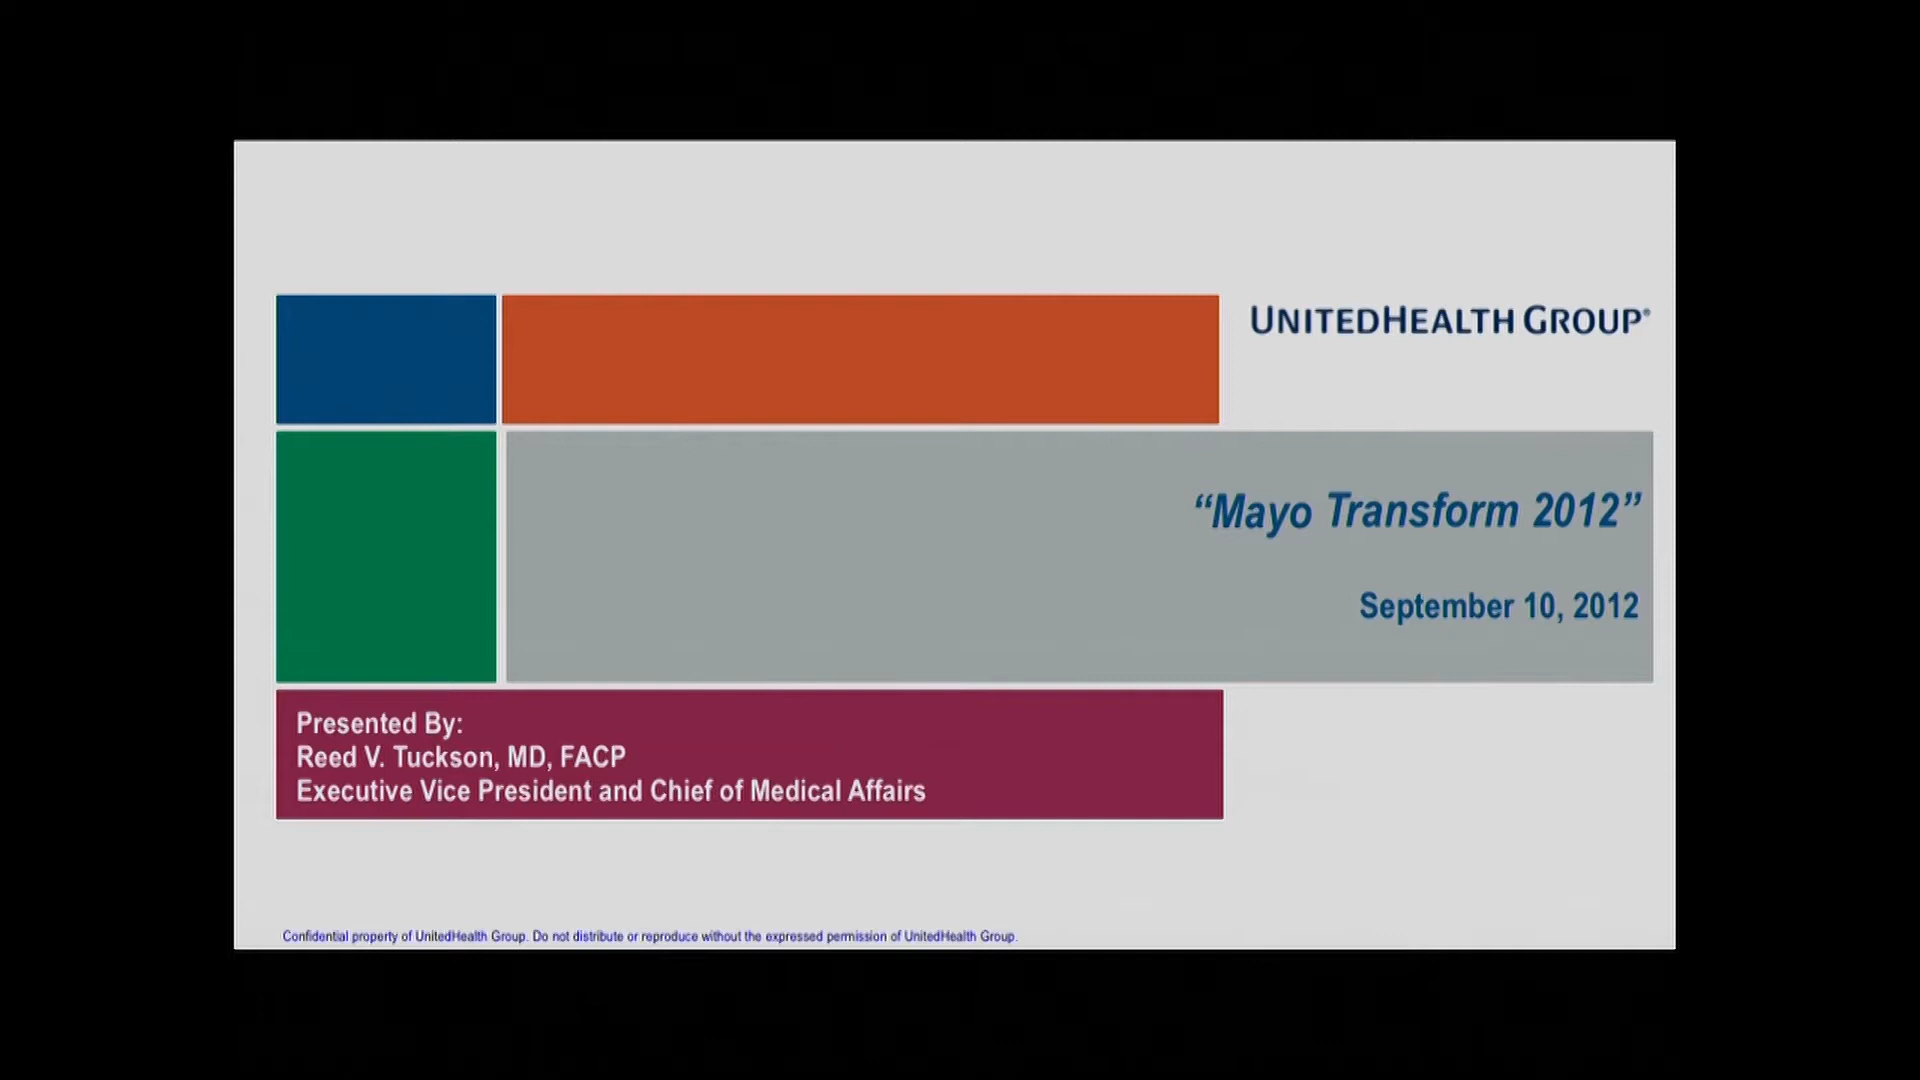 UNITEDHEALTH GROUP®
“Mayo Transform 2012”
September 10, 2012
Presented By:
Reed V. Tuckson, MD, FACP
Executive Vice President and Chief of Medical Affairs
Confidential property of UnitedHealth Group. Do not distribute or reproduce without the expressed permission of UnitedHealth Group.